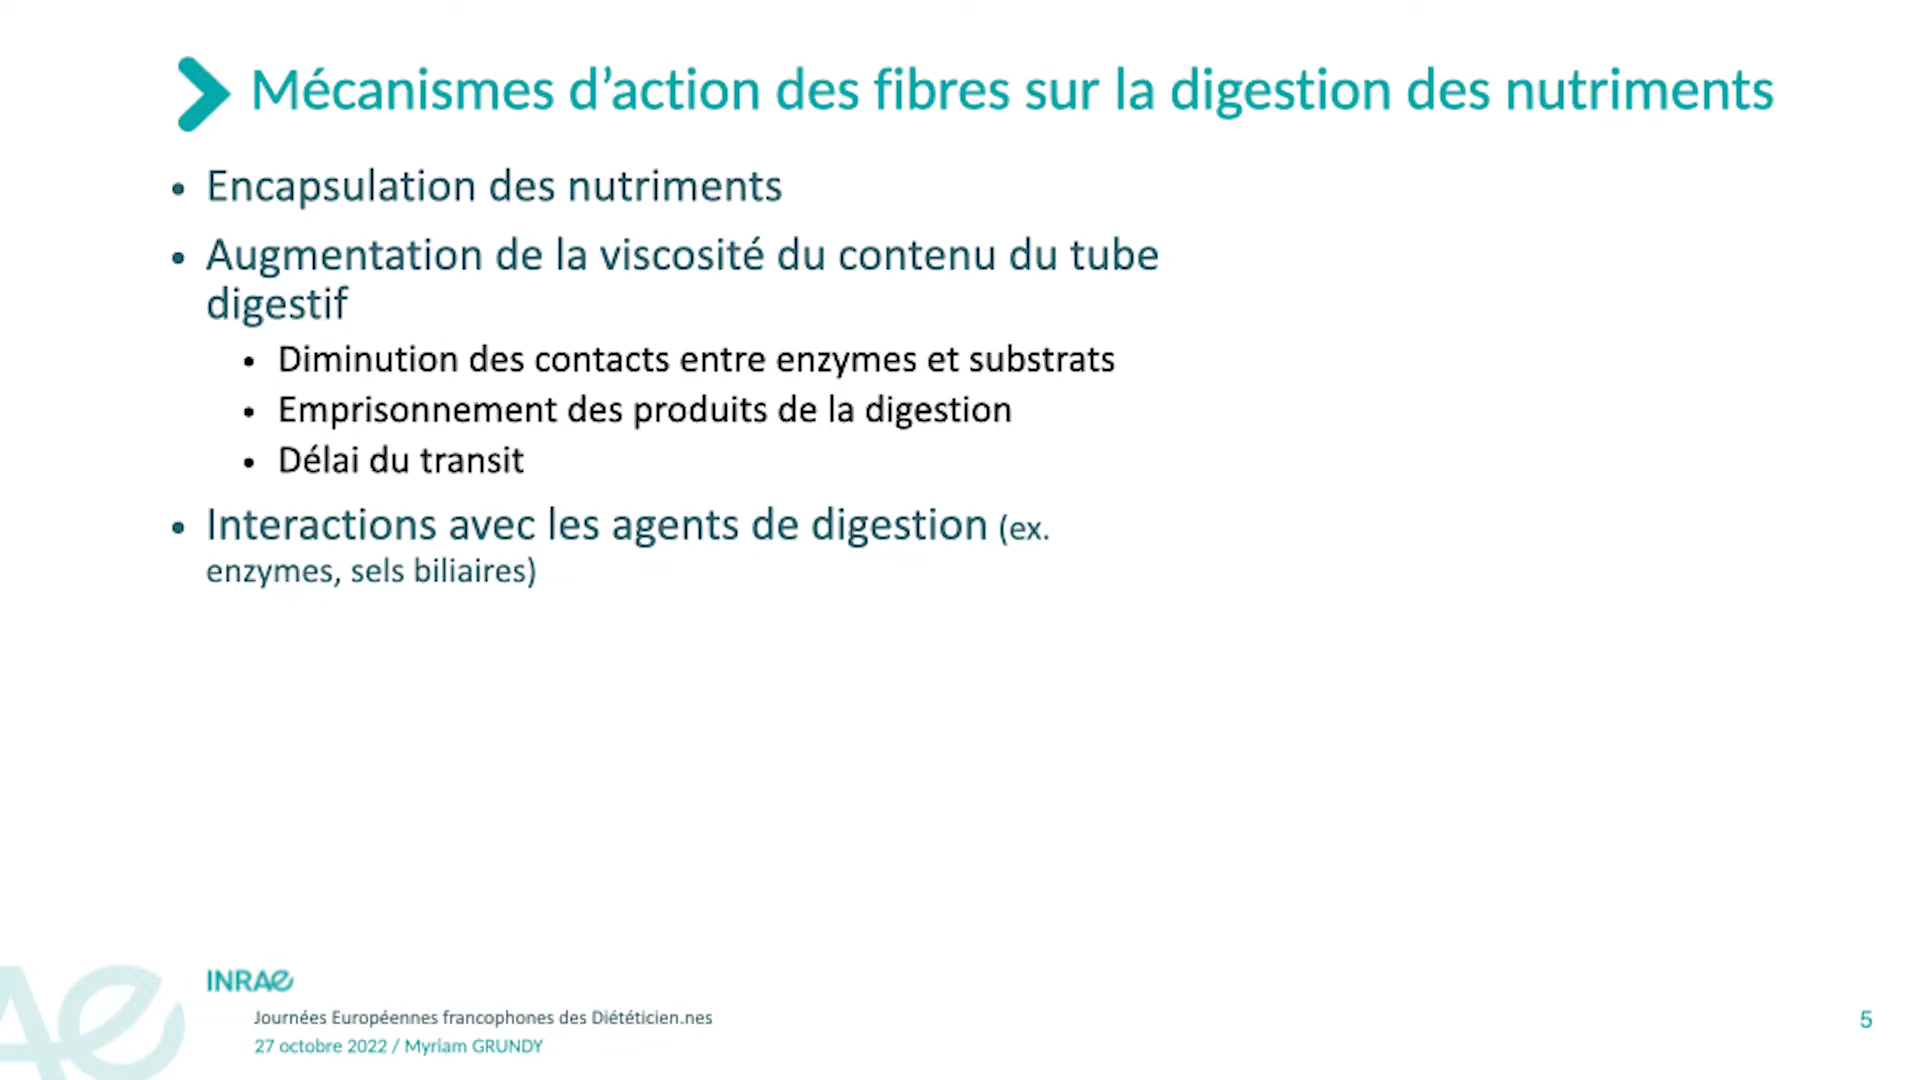 Mécanismes d’action des fibres sur la digestion des nutriments
• Encapsulation des nutriments
• Augmentation de la viscosité du contenu du tube
digestif
• Diminution des contacts entre enzymes et substrats
• Emprisonnement des produits de la digestion
• Délai du transit
• Interactions avec les agents de digestion (ex.
enzymes, sels biliaires)
INRAE
Journées Européennes francophones des Diététicien.nes
27 octobre 2022 / Myriam GRUNDY
5